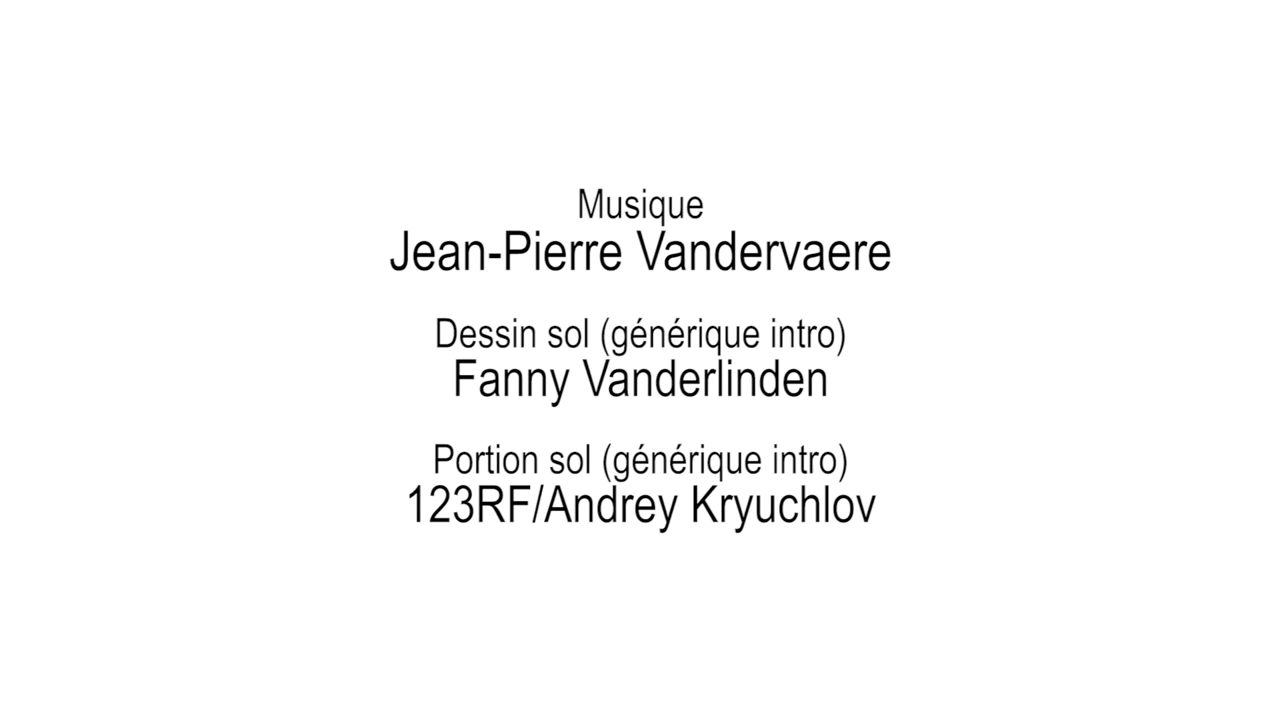 Musique
Jean-Pierre Vandervaere
Dessin sol (générique intro)
Fanny Vanderlinden
Portion sol (générique intro)
123RF/Andrey Kryuchlov